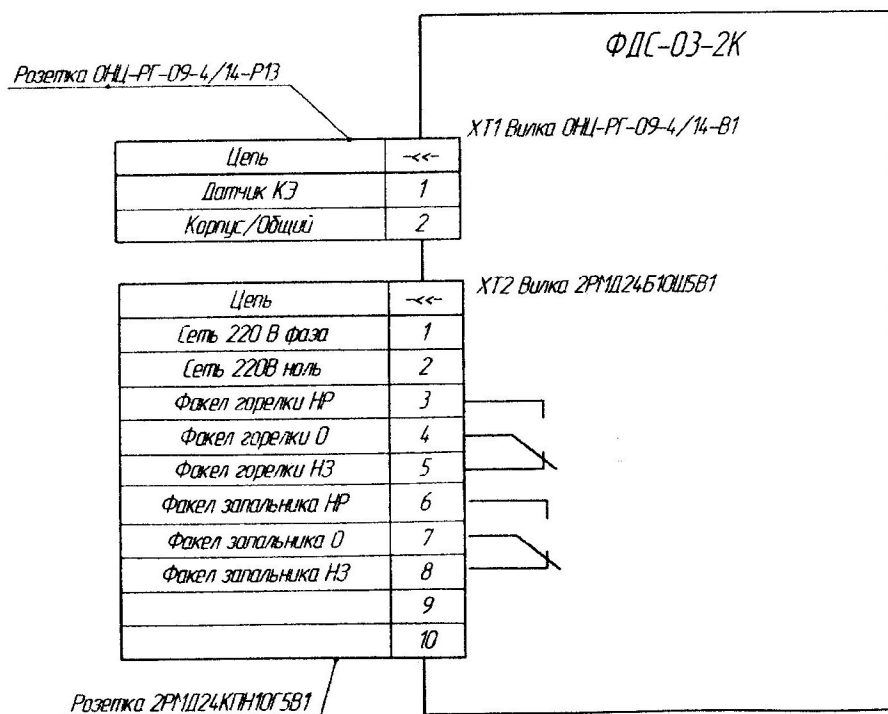 ФДС-03-2К
Розетка ОНЦ-РГ-09-4/14-Р13
ХТ1 Вилка ОНЦ-РГ-09-4/14-В1
Цепь -<<-
Датчик КЭ 1
Корпус/Общий 2
ХТ2 Вилка 2РМД24Б10Ш5В1
Цепь -<<-
Сеть 220 В фаза 1
Сеть 220В ноль 2
Факел горелки НР 3
Факел горелки О 4
Факел горелки НЗ 5
Факел запальника НР 6
Факел запальника О 7
Факел запальника НЗ 8
9
10
Розетка 2РМД24КПН10Г5В1